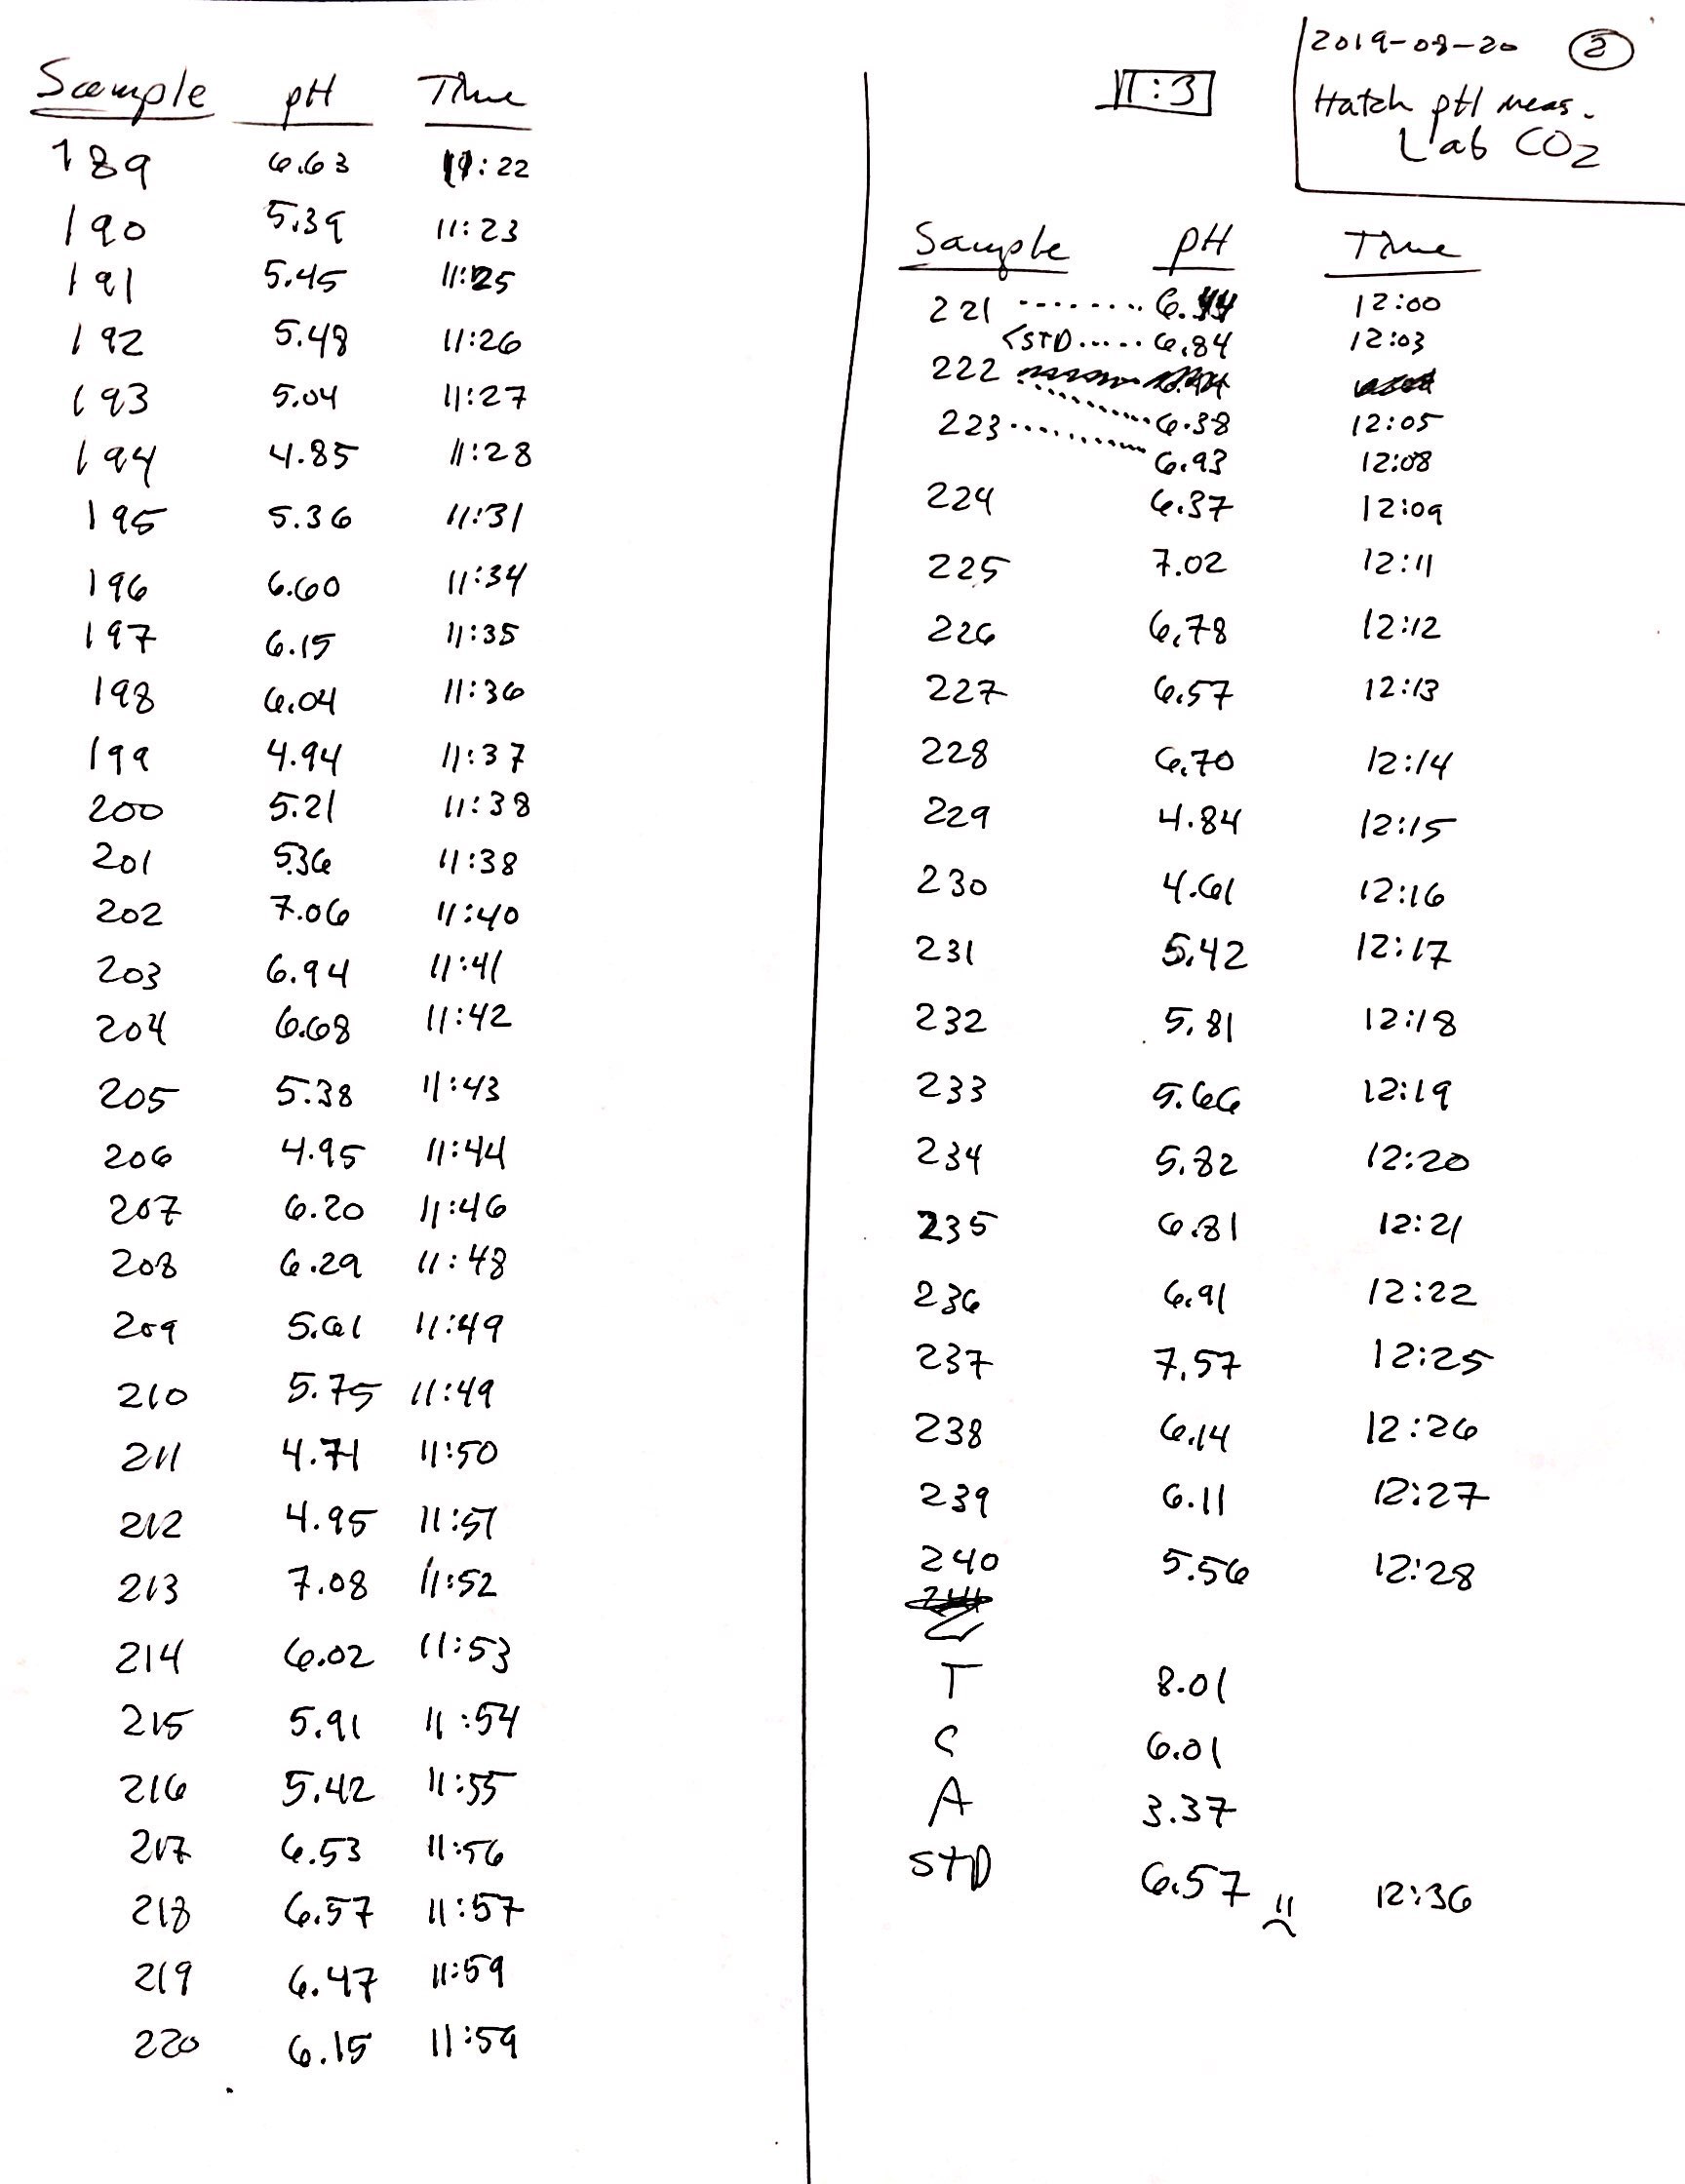 Sample pH Time
189 6.63 11:22
190 5.39 11:23
191 5.45 11:25
192 5.48 11:26
193 5.04 11:27
194 4.85 11:28
195 5.36 11:31
196 6.60 11:34
197 6.15 11:35
198 6.04 11:36
199 4.94 11:37
200 5.21 11:38
201 5.36 11:38
202 7.06 11:40
203 6.94 11:41
204 6.68 11:42
205 5.38 11:43
206 4.95 11:44
207 6.20 11:46
208 6.29 11:48
209 5.61 11:49
210 5.75 11:49
211 4.71 11:50
212 4.95 11:51
213 7.08 11:52
214 6.02 11:53
215 5.91 11:54
216 5.42 11:55
217 6.53 11:56
218 6.57 11:57
219 6.47 11:59
220 6.15 11:59
2019-08-20 2
Hatch pH meas.
Lab CO2
II:3
Sample pH Time
221 ........ 6.44 12:00
<STD..... 6.84 12:03
222 ........ 6.38 12:05
223 ........ 6.93 12:08
224 6.37 12:09
225 7.02 12:11
226 6.78 12:12
227 6.57 12:13
228 6.70 12:14
229 4.84 12:15
230 4.61 12:16
231 5.42 12:17
232 5.81 12:18
233 5.66 12:19
234 5.82 12:20
235 6.81 12:21
236 6.91 12:22
237 7.57 12:25
238 6.14 12:26
239 6.11 12:27
240 5.56 12:28
T 8.01
C 6.01
A 3.37
STD 6.57 12:36